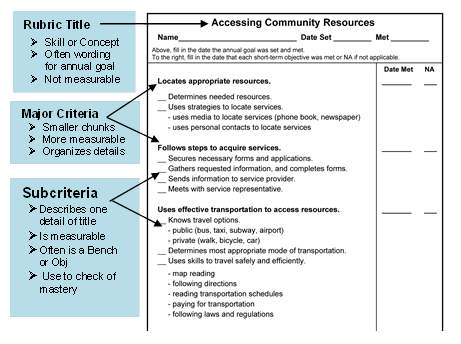 Rubric Title
➤ Skill or Concept
➤ Often wording
for annual goal
➤ Not measurable
Major Criteria
➤ Smaller chunks
➤ More measurable
➤ Organizes details
Subcriteria
➤Describes one
detail of title
➤Is measurable
➤Often is a Bench
or Obj
➤ Use to check of
mastery
Accessing Community Resources
Name____________________ Date Set ________ Met ________
Above, fill in the date the annual goal was set and met.
To the right, fill in date that each short-term objective was met or NA if not applicable.
Date Met NA
Locates appropriate resources.
__ Determines needed resources.
__ Uses strategies to locate services.
- uses media to locate services (phone book, newspaper)
- uses personal contacts to locate services
Follows steps to acquire services.
__ Secures necessary forms and applications.
__ Gathers requested information, and completes forms.
__ Sends information to service provider.
__ Meets with service representative.
Uses effective transportation to access resources.
__ Knows travel options.
- public (bus, taxi, subway, airport)
- private (walk, bicycle, car)
__ Determines most appropriate mode of transportation.
__ Uses skills to travel safely and efficiently.
- map reading
- following directions
- reading transportation schedules
- paying for transportation
- following laws and regulations